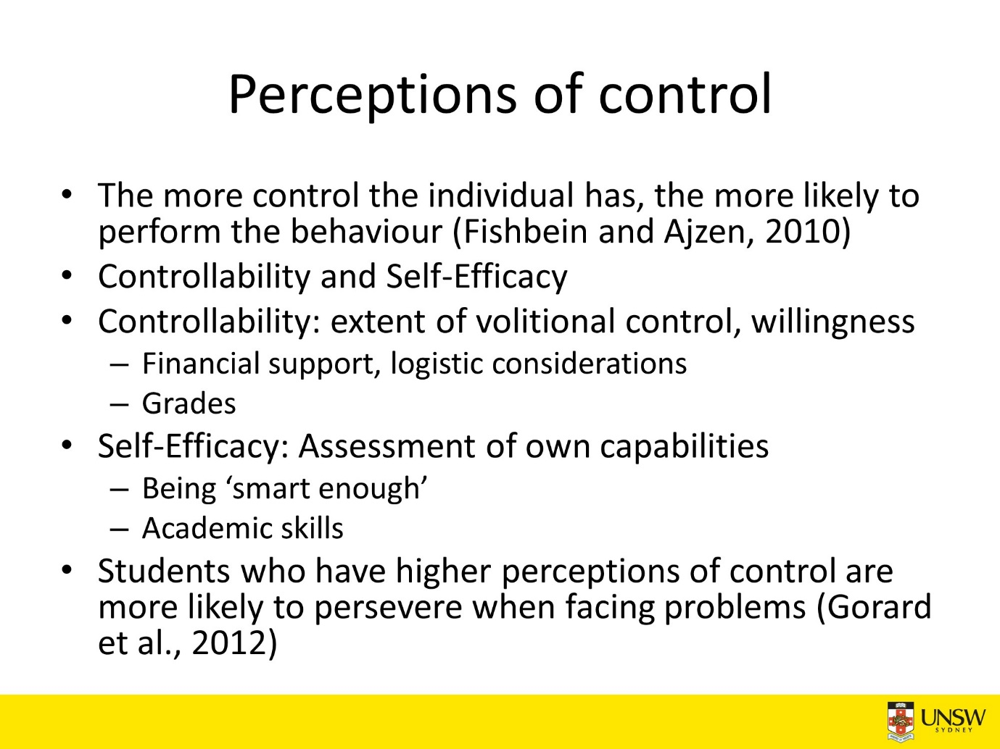 Perceptions of control
• The more control the individual has, the more likely to
perform the behaviour (Fishbein and Ajzen, 2010)
• Controllability and Self-Efficacy
• Controllability: extent of volitional control, willingness
– Financial support, logistic considerations
– Grades
• Self-Efficacy: Assessment of own capabilities
– Being ‘smart enough’
– Academic skills
• Students who have higher perceptions of control are
more likely to persevere when facing problems (Gorard
et al., 2012)
UNSW
SYDNEY